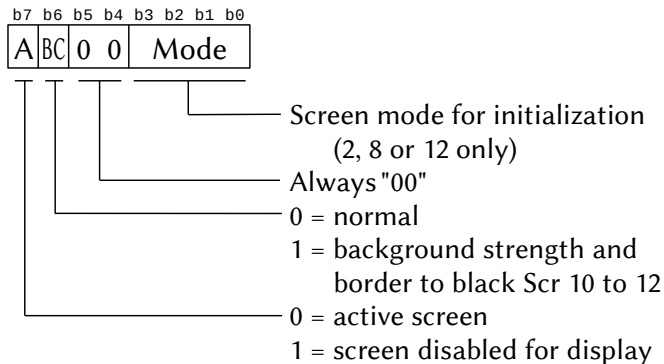 b7 b6 b5 b4 b3 b2 b1 b0
A BC 0 0 Mode
Screen mode for initialization
(2, 8 or 12 only)
Always "00"
0 = normal
1 = background strength and
border to black Scr 10 to 12
0 = active screen
1 = screen disabled for display